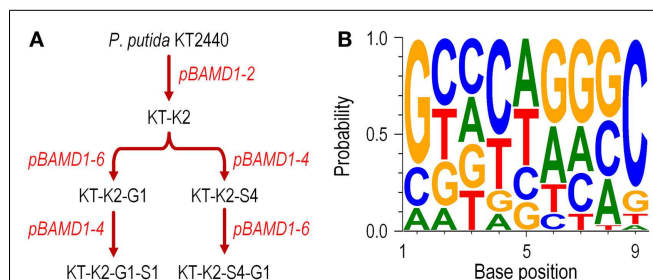 A
P. putida KT2440
pBAMD1-2
KT-K2
pBAMD1-6 pBAMD1-4
KT-K2-G1 KT-K2-S4
pBAMD1-4 pBAMD1-6
KT-K2-G1-S1 KT-K2-S4-G1
B
Probability
1.0
0.5
0.0
G C C C A G G G C
T A T T A A C
C G G G C T C A G
A A T A G C T T T
A
1 5 9
Base position